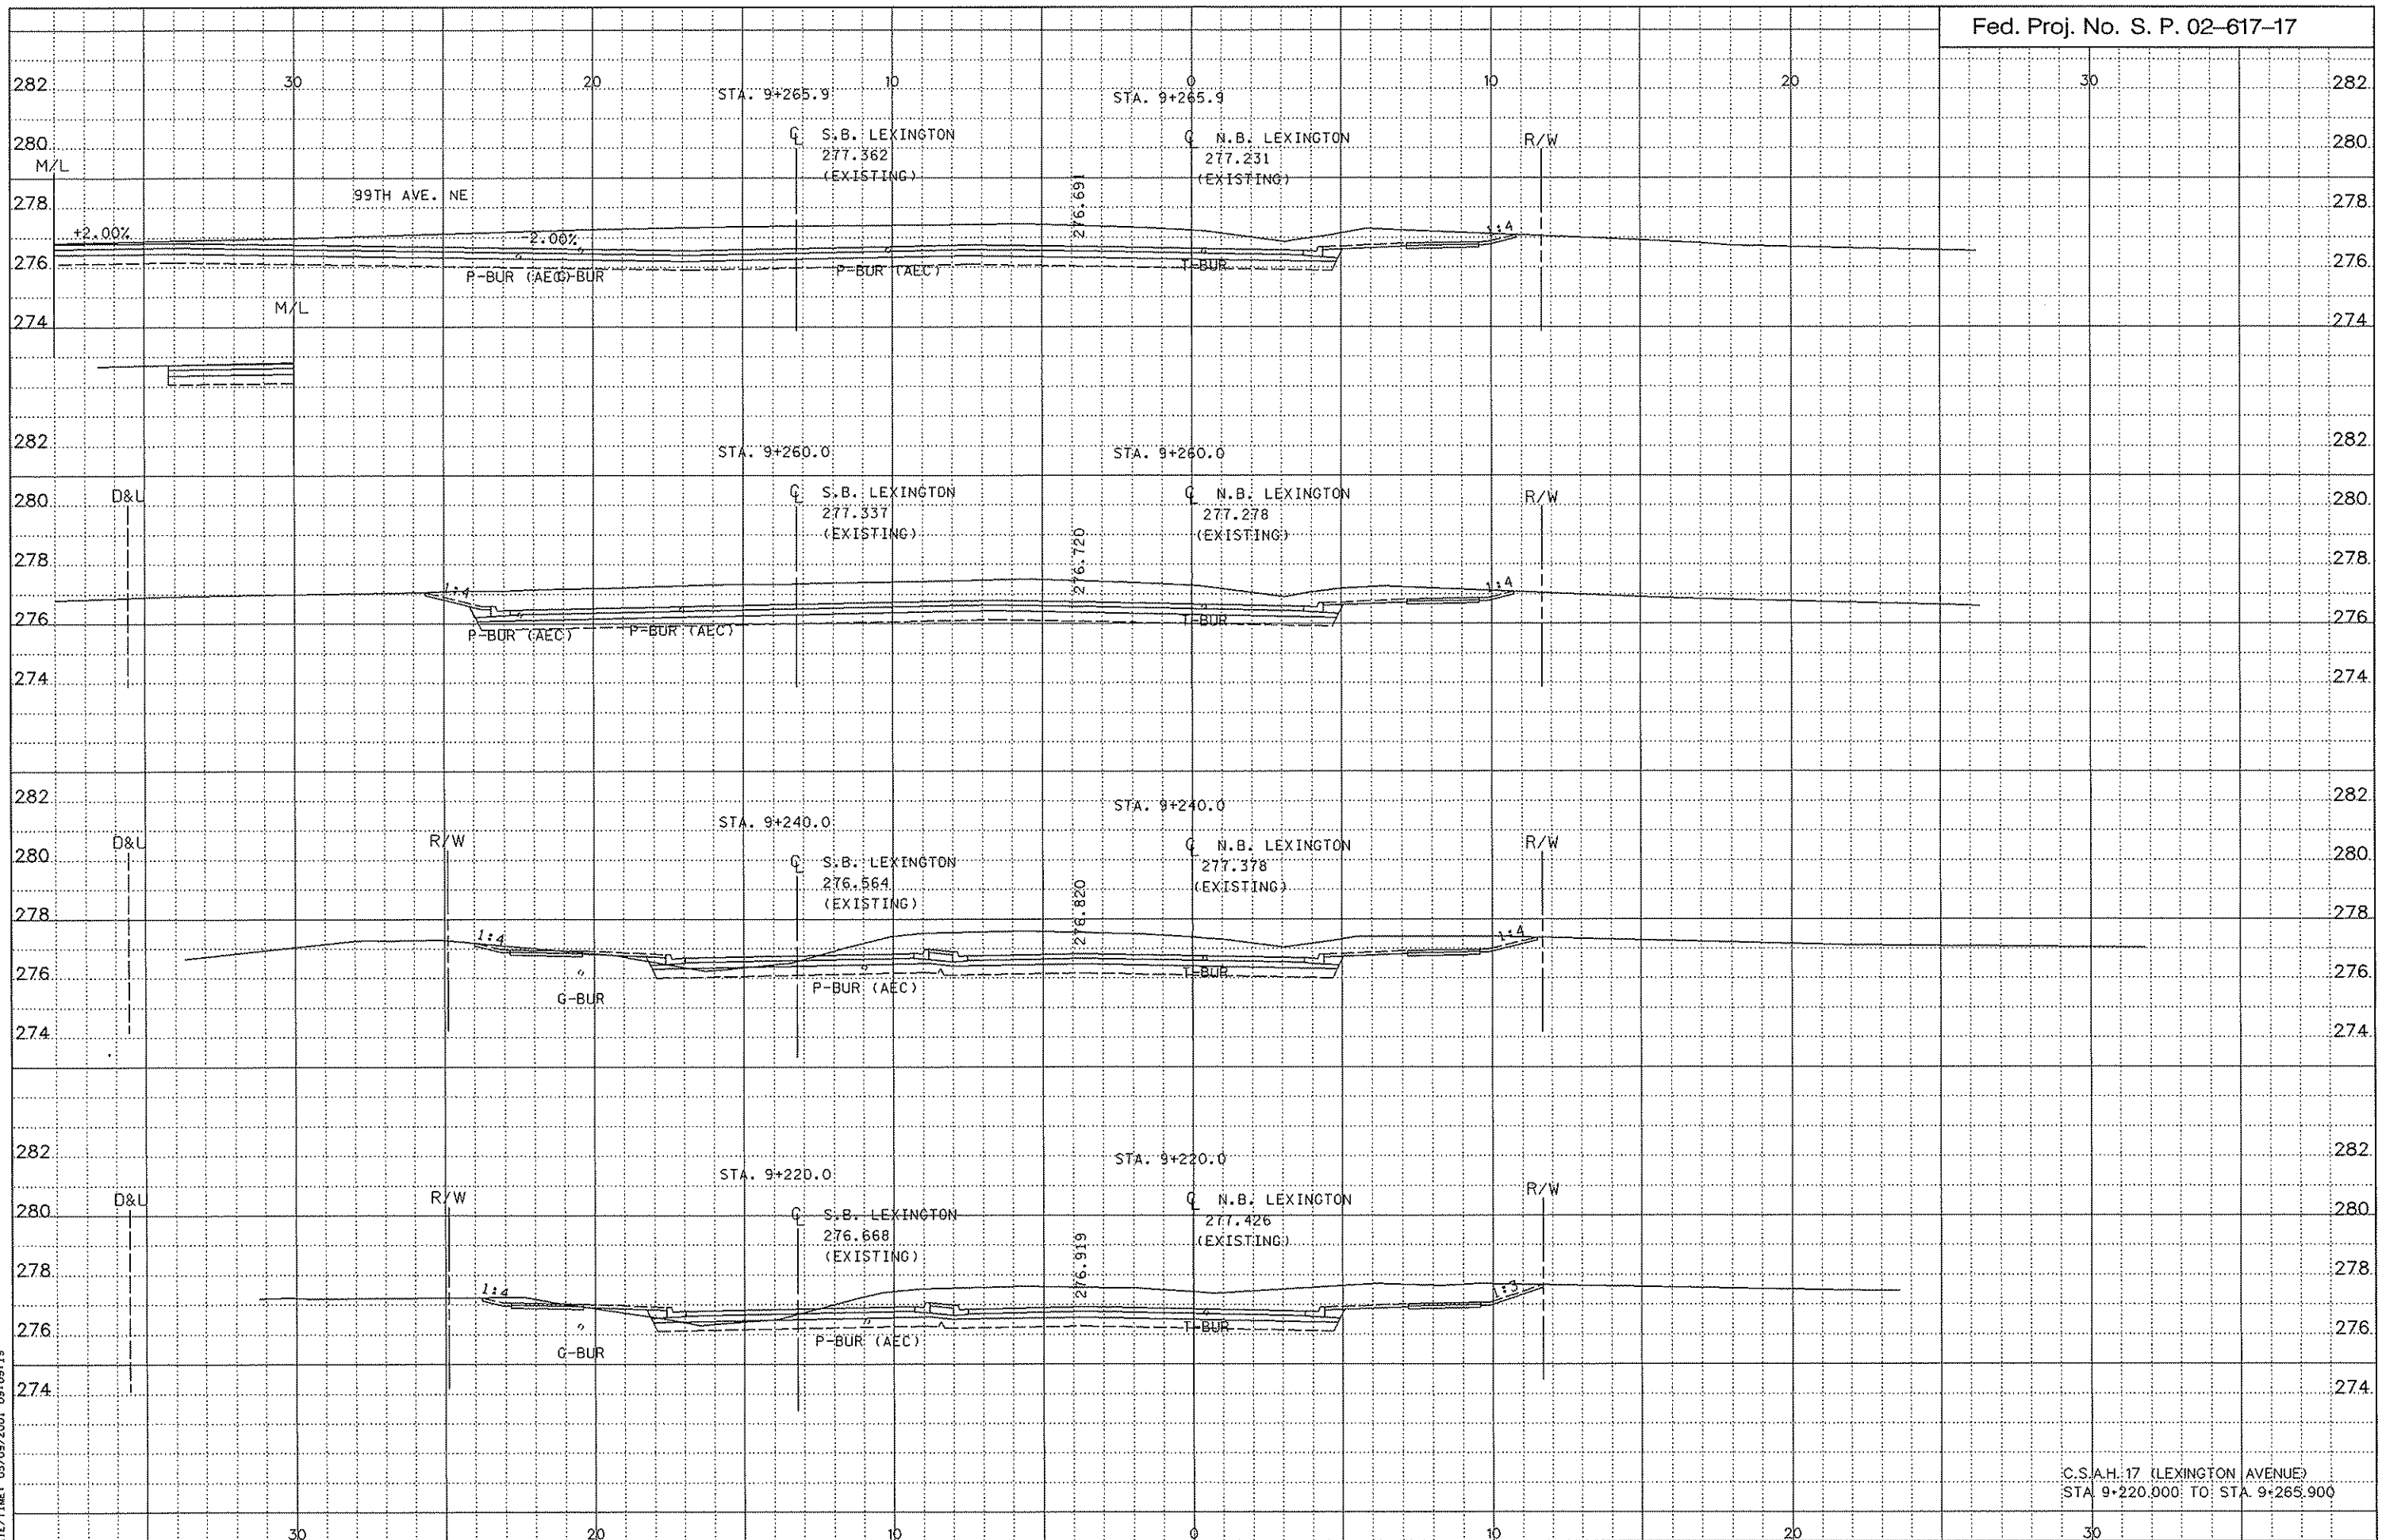 Fed. Proj. No. S. P. 02-617-17
282 30 20 10 0 10 20 30 282
STA. 9+265.9 STA. 9+265.9
℄ S.B. LEXINGTON ℄ N.B. LEXINGTON R/W
280 277.362 277.231 280
M/L (EXISTING) (EXISTING)
99TH AVE. NE 276.691
278 278
+2.00% -2.00% 1:4
276 P-BUR (AEC) G-BUR P-BUR (AEC) T-BUR 276
M/L
274 274
282 282
STA. 9+260.0 STA. 9+260.0
D&U ℄ S.B. LEXINGTON ℄ N.B. LEXINGTON R/W
280 277.337 277.278 280
(EXISTING) (EXISTING)
276.720
278 278
1:4 1:4
276 P-BUR (AEC) P-BUR (AEC) T-BUR 276
274 274
282 282
STA. 9+240.0 STA. 9+240.0
D&U R/W ℄ S.B. LEXINGTON ℄ N.B. LEXINGTON R/W
280 276.564 277.378 280
(EXISTING) (EXISTING)
276.820
278 278
1:4 1:4
276 P-BUR (AEC) T-BUR 276
G-BUR
274 274
282 282
STA. 9+220.0 STA. 9+220.0
D&U R/W ℄ S.B. LEXINGTON ℄ N.B. LEXINGTON R/W
280 276.668 277.426 280
(EXISTING) (EXISTING)
276.919
278 278
1:4 1:3
276 P-BUR (AEC) T-BUR 276
G-BUR
274 274
C.S.A.H. 17 (LEXINGTON AVENUE)
STA. 9+220.000 TO STA. 9+265.900
30 20 10 0 10 20 30